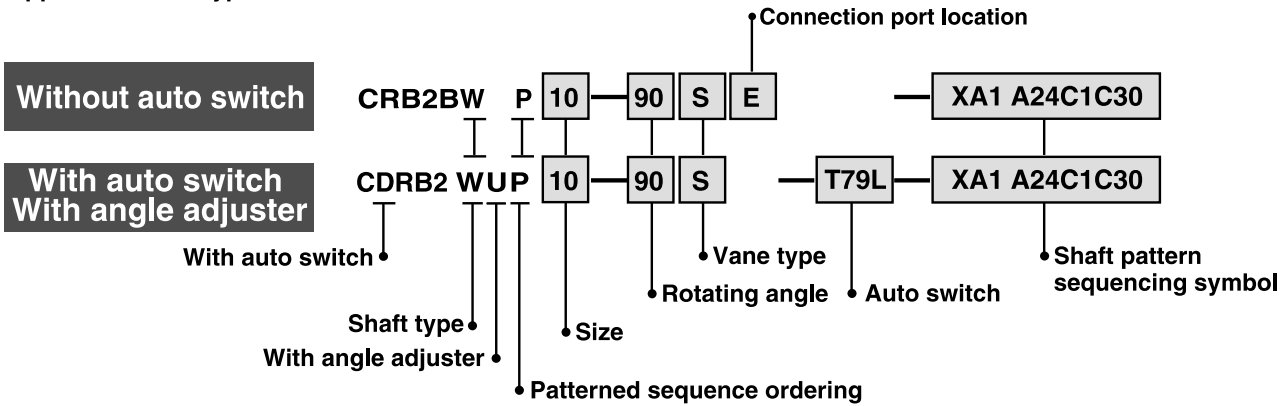 Connection port location
Without auto switch CRB2BW P 10 — 90 S E — XA1 A24C1C30
With auto switch
With angle adjuster
CDRB2 WUP 10 — 90 S — T79L — XA1 A24C1C30
With auto switch
Vane type
Shaft pattern
sequencing symbol
Rotating angle
Auto switch
Shaft type
Size
With angle adjuster
Patterned sequence ordering